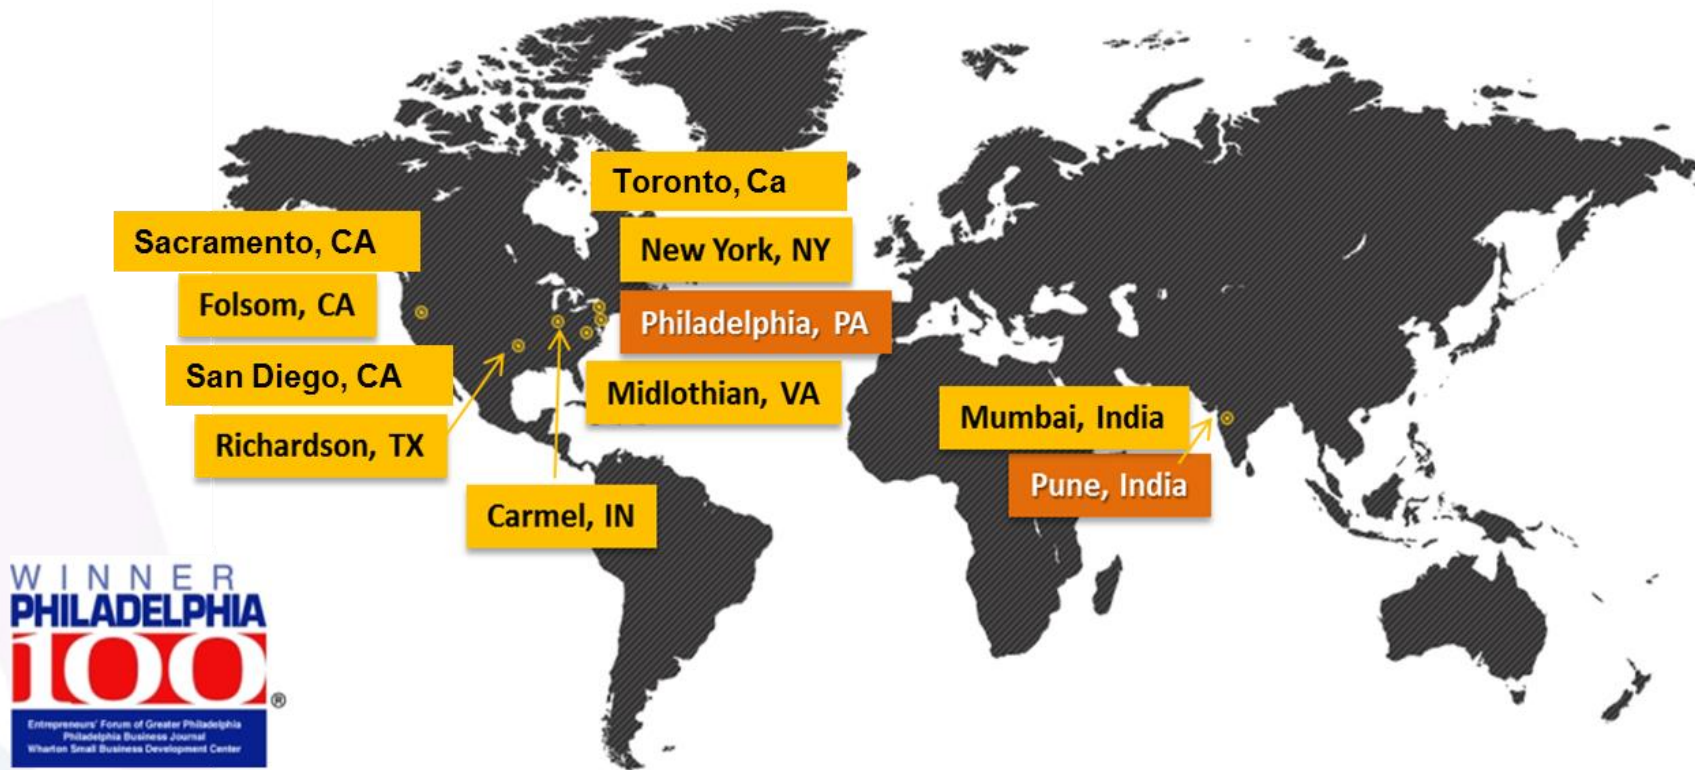 Toronto, Ca
Sacramento, CA
New York, NY
Folsom, CA
Philadelphia, PA
San Diego, CA
Midlothian, VA
Mumbai, India
Richardson, TX
Pune, India
Carmel, IN
WINNER
PHILADELPHIA
100®
Entrepreneurs' Forum of Greater Philadelphia
Philadelphia Business Journal
Wharton Small Business Development Center